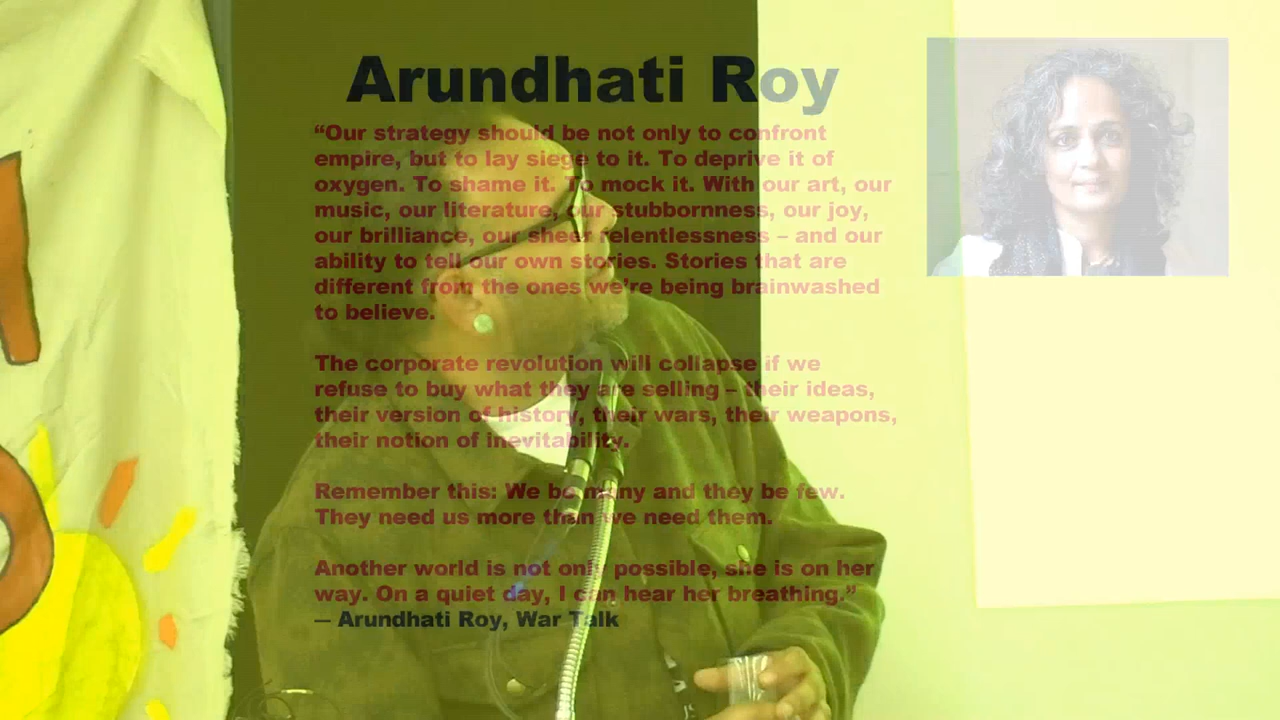 Arundhati Roy
“Our strategy should be not only to confront
empire, but to lay siege to it. To deprive it of
oxygen. To shame it. To mock it. With our art, our
music, our literature, our stubbornness, our joy,
our brilliance, our sheer relentlessness – and our
ability to tell our own stories. Stories that are
different from the ones we’re being brainwashed
to believe.
The corporate revolution will collapse if we
refuse to buy what they are selling – their ideas,
their version of history, their wars, their weapons,
their notion of inevitability.
Remember this: We be many and they be few.
They need us more than we need them.
Another world is not only possible, she is on her
way. On a quiet day, I can hear her breathing.”
— Arundhati Roy, War Talk